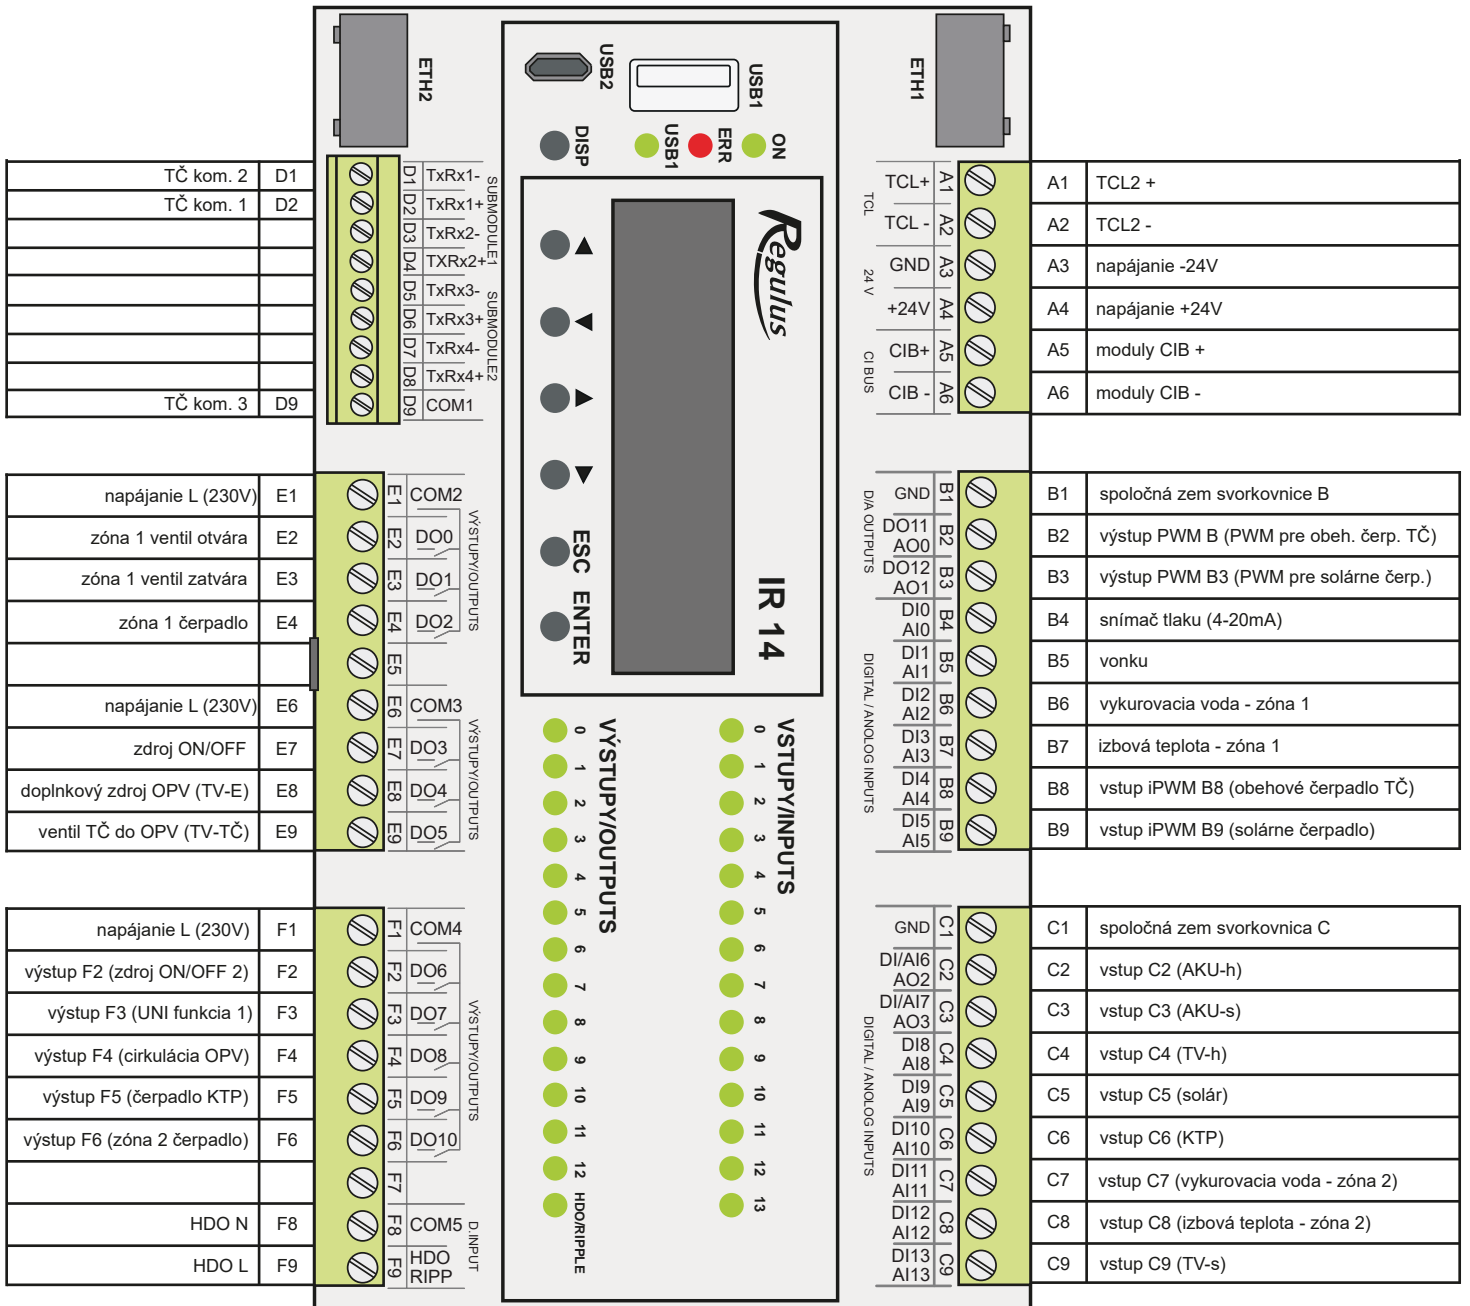 ETH2
USB2
USB1
ETH1
DISP
USB1
ERR
ON
TČ kom. 2 D1
TČ kom. 1 D2
TČ kom. 3 D9
D1 TxRx1-
D2 TxRx1+
D3 TxRx2-
D4 TXRx2+
D5 TxRx3-
D6 TxRx3+
D7 TxRx4-
D8 TxRx4+
D9 COM1
SUBMODULE1
SUBMODULE2
Regulus
IR 14
ESC
ENTER
TCL
24 V
CI BUS
TCL+ A1
TCL - A2
GND A3
+24V A4
CIB+ A5
CIB - A6
A1 TCL2 +
A2 TCL2 -
A3 napájanie -24V
A4 napájanie +24V
A5 moduly CIB +
A6 moduly CIB -
napájanie L (230V) E1
zóna 1 ventil otvára E2
zóna 1 ventil zatvára E3
zóna 1 čerpadlo E4
napájanie L (230V) E6
zdroj ON/OFF E7
doplnkový zdroj OPV (TV-E) E8
ventil TČ do OPV (TV-TČ) E9
E1 COM2
E2 DO0
E3 DO1
E4 DO2
E5
E6 COM3
E7 DO3
E8 DO4
E9 DO5
VÝSTUPY/OUTPUTS
VÝSTUPY/OUTPUTS
D/A OUTPUTS
DIGITAL / ANOLOG INPUTS
GND B1
DO11
AO0 B2
DO12
AO1 B3
DI0
AI0 B4
DI1
AI1 B5
DI2
AI2 B6
DI3
AI3 B7
DI4
AI4 B8
DI5
AI5 B9
B1 spoločná zem svorkovnice B
B2 výstup PWM B (PWM pre obeh. čerp. TČ)
B3 výstup PWM B3 (PWM pre solárne čerp.)
B4 snímač tlaku (4-20mA)
B5 vonku
B6 vykurovacia voda - zóna 1
B7 izbová teplota - zóna 1
B8 vstup iPWM B8 (obehové čerpadlo TČ)
B9 vstup iPWM B9 (solárne čerpadlo)
VÝSTUPY/OUTPUTS
0
1
2
3
4
5
6
7
8
9
10
11
12
HDO/RIPPLE
VSTUPY/INPUTS
0
1
2
3
4
5
6
7
8
9
10
11
12
13
napájanie L (230V) F1
výstup F2 (zdroj ON/OFF 2) F2
výstup F3 (UNI funkcia 1) F3
výstup F4 (cirkulácia OPV) F4
výstup F5 (čerpadlo KTP) F5
výstup F6 (zóna 2 čerpadlo) F6
HDO N F8
HDO L F9
F1 COM4
F2 DO6
F3 DO7
F4 DO8
F5 DO9
F6 DO10
F7
F8 COM5
F9 HDO
RIPP
VÝSTUPY/OUTPUTS
D.INPUT
DIGITAL / ANOLOG INPUTS
GND C1
DI/AI6
AO2 C2
DI/AI7
AO3 C3
DI8
AI8 C4
DI9
AI9 C5
DI10
AI10 C6
DI11
AI11 C7
DI12
AI12 C8
DI13
AI13 C9
C1 spoločná zem svorkovnica C
C2 vstup C2 (AKU-h)
C3 vstup C3 (AKU-s)
C4 vstup C4 (TV-h)
C5 vstup C5 (solár)
C6 vstup C6 (KTP)
C7 vstup C7 (vykurovacia voda - zóna 2)
C8 vstup C8 (izbová teplota - zóna 2)
C9 vstup C9 (TV-s)